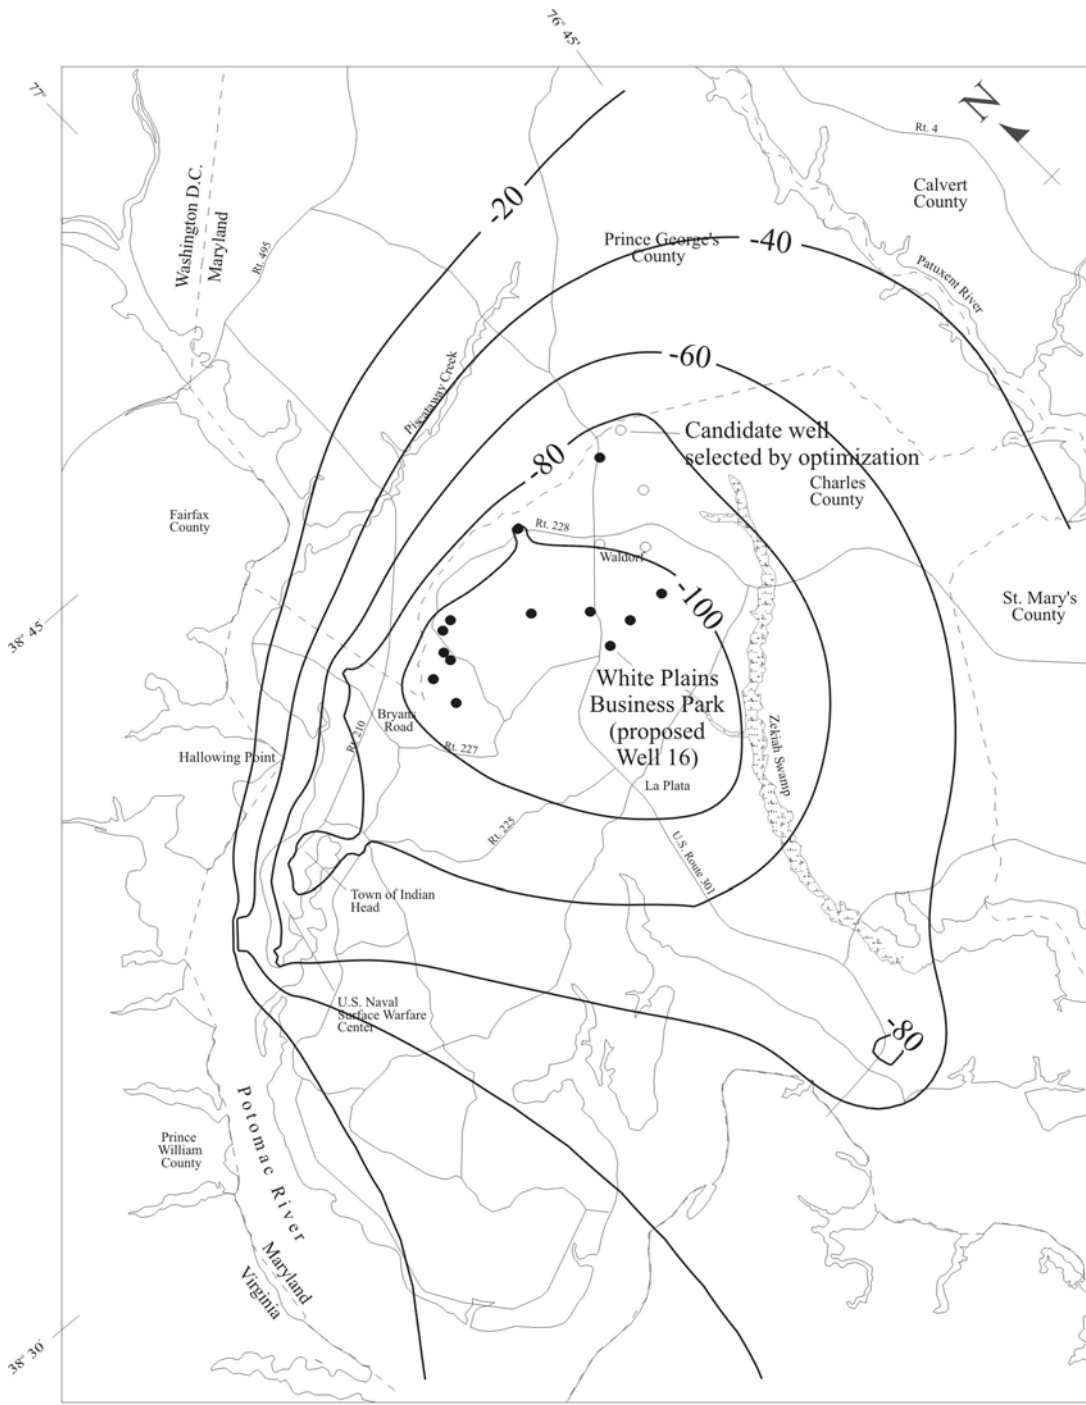 76° 45'
77°
N
Rt. 4
Calvert
County
Washington D.C.
Maryland
-20
Rt. 495
Prince George's
County
-40
Patuxent River
Piscataway Creek
-60
-80
Candidate well
selected by optimization
Charles
County
Fairfax
County
Rt. 228
Waldorf
-100
St. Mary's
County
38° 45'
White Plains
Business Park
(proposed
Well 16)
Bryans
Road
Rt. 210
Rt. 227
Hallowing Point
Zekiah Swamp
La Plata
Rt. 225
U.S. Route 301
Town of Indian
Head
U.S. Naval
Surface Warfare
Center
-80
Potomac River
Prince
William
County
Maryland
Virginia
38° 30'